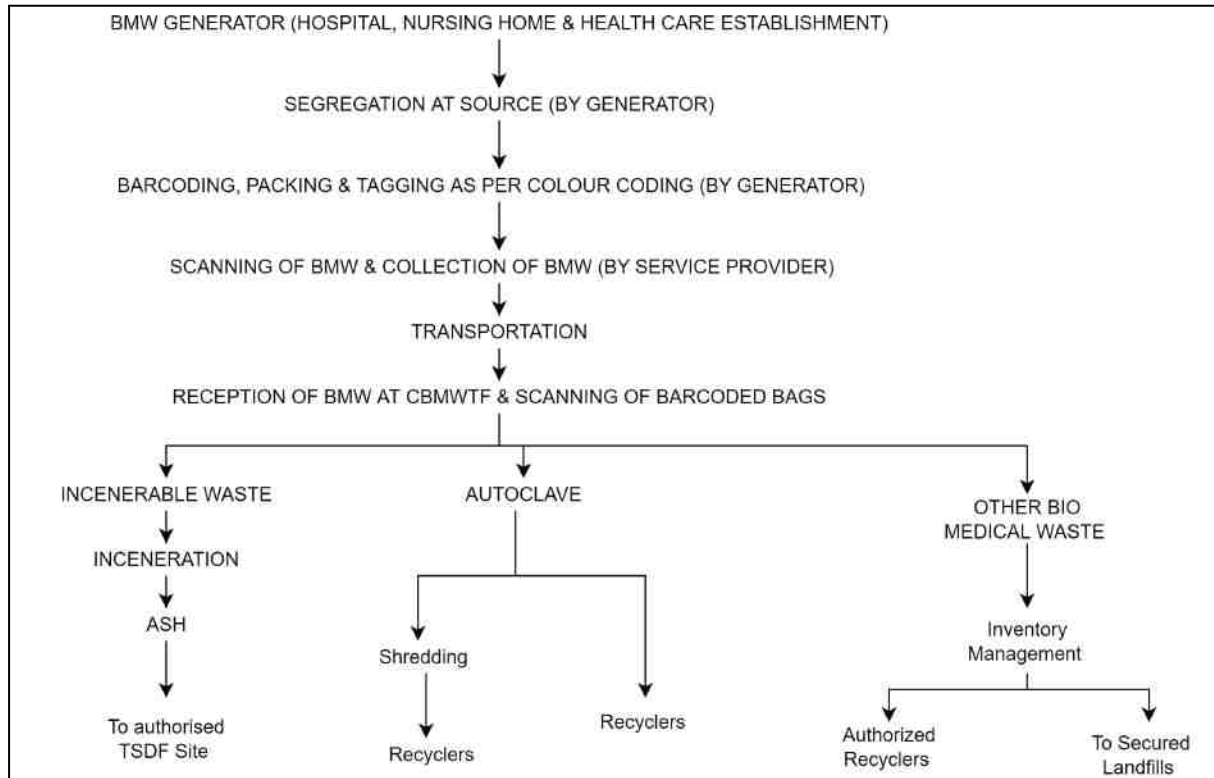 BMW GENERATOR (HOSPITAL, NURSING HOME & HEALTH CARE ESTABLISHMENT)
SEGREGATION AT SOURCE (BY GENERATOR)
BARCODING, PACKING & TAGGING AS PER COLOUR CODING (BY GENERATOR)
SCANNING OF BMW & COLLECTION OF BMW (BY SERVICE PROVIDER)
TRANSPORTATION
RECEPTION OF BMW AT CBMWTF & SCANNING OF BARCODED BAGS
INCENERABLE WASTE
INCENERATION
ASH
To authorised
TSDF Site
AUTOCLAVE
Shredding
Recyclers
Recyclers
OTHER BIO
MEDICAL WASTE
Inventory
Management
Authorized
Recyclers
To Secured
Landfills